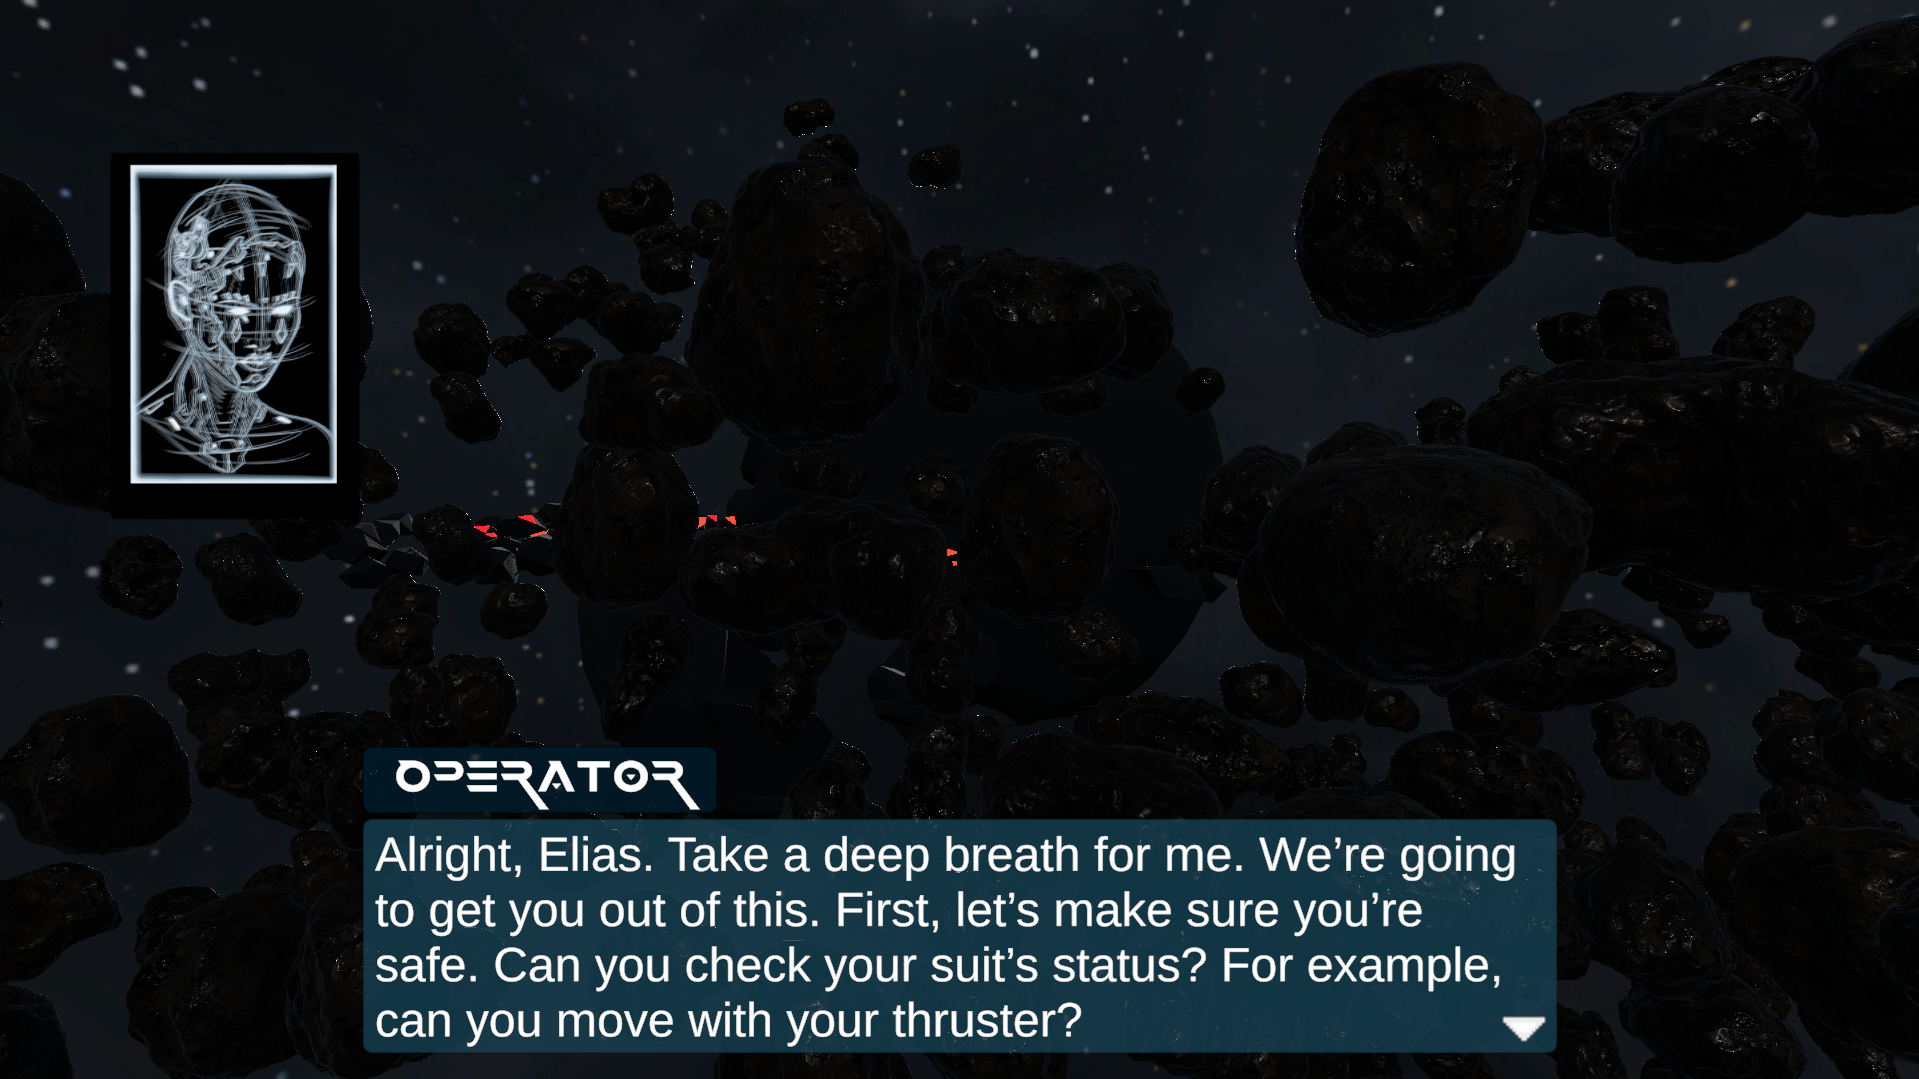 OPERATOR
Alright, Elias. Take a deep breath for me. We’re going
to get you out of this. First, let’s make sure you’re
safe. Can you check your suit’s status? For example,
can you move with your thruster?